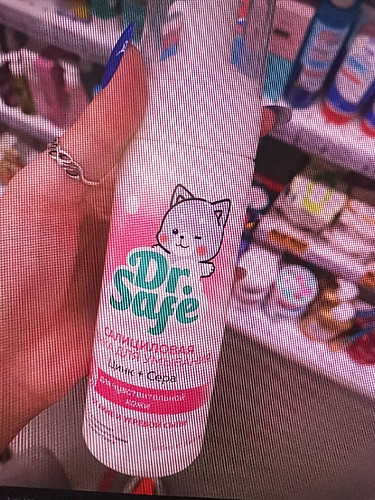 Dr.
Safe
САЛИЦИЛОВАЯ
ДЛЯ УМЫВАНИЯ
Цинк + Сера
для чувствительной
кожи